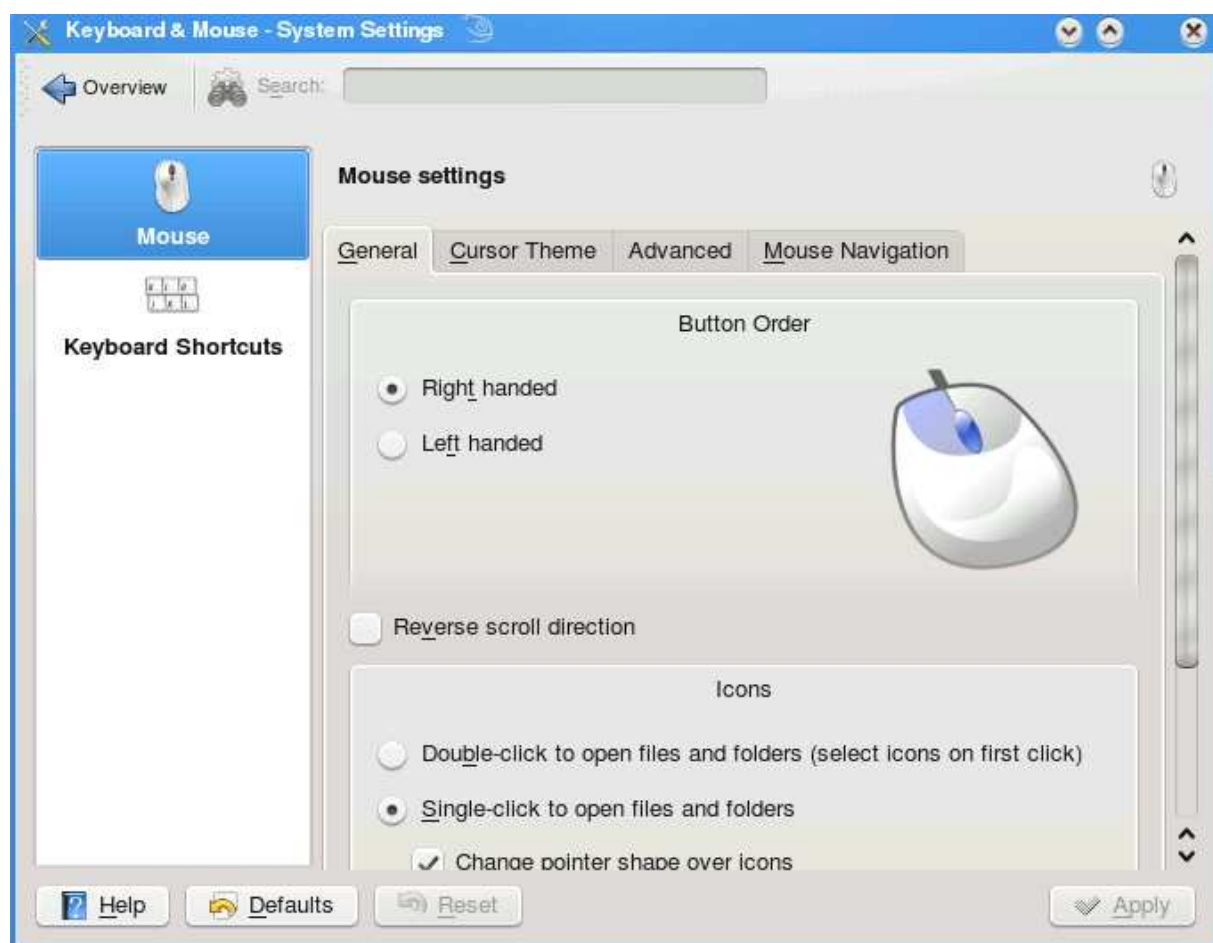 Keyboard & Mouse - System Settings
Overview
Search:
Mouse
Keyboard Shortcuts
Mouse settings
General
Cursor Theme
Advanced
Mouse Navigation
Button Order
Right handed
Left handed
Reverse scroll direction
Icons
Double-click to open files and folders (select icons on first click)
Single-click to open files and folders
Change pointer shape over icons
Help
Defaults
Reset
Apply